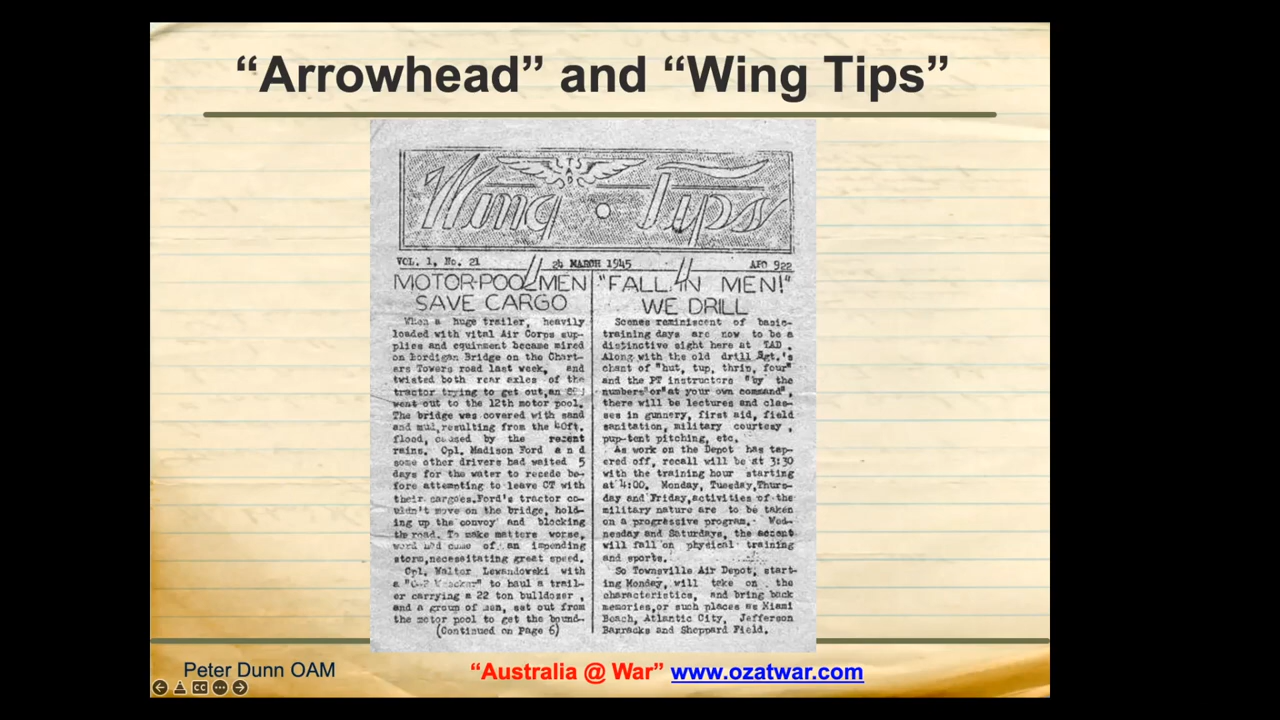 “Arrowhead” and “Wing Tips”
Wing Tips
VOL. 1, No. 21
24 MARCH 1945
APO 922
MOTOR-POOL MEN
SAVE CARGO
When a huge trailer, heavily
loaded with vital Air Corps sup-
plies and equipment became mired
on Bridge on the Chart-
ers Towers road last week, and
twisted both rear axles of the
tractor trying to get out,an
went out to the 12th motor pool.
The bridge was covered with sand
and mud,resulting from the 40ft.
flood, caused by the recent
rains. Cpl. Madison Ford a n d
some other drivers had waited 5
days for the water to recede be-
fore attempting to leave CT with
their cargoes.Ford's tractor co-
uldn't move on the bridge, hold-
ing up the convoy and blocking
the road. To make matters worse,
word had come of an impending
storm,necessitating great speed.
Cpl. Walter Lewandowski with
a to haul a trail-
er carrying a 22 ton bulldozer ,
and a group of men, set out from
the motor pool to get the bound-
(Continued on Page 6)
"FALL IN MEN!"
WE DRILL
Scenes reminiscent of basic-
training days are now to be a
distinctive sight here at TAD .
Along with the old drill Sgt.'s
chant of "hut, tup, thrip, four"
and the PT instructors "by the
numbers"or"at your own command",
there will be lectures and clas-
ses in gunnery, first aid, field
sanitation, military courtesy ,
pup-tent pitching, etc.
As work on the Depot has tap-
ered off, recall will be at 3:30
with the training hour starting
at 4:00. Monday, Tuesday,Thurs-
day and Friday,activities of the
military nature are to be taken
on a progressive program. Wed-
nesday and Saturdays, the accent
will fall on physical training
and sports.
So Townsville Air Depot, start-
ing Monday, will take on the
characteristics, and bring back
memories,or such places as Miami
Beach, Atlantic City, Jefferson
Barracks and Sheppard Field.
Peter Dunn OAM
“Australia @ War” www.ozatwar.com
CC